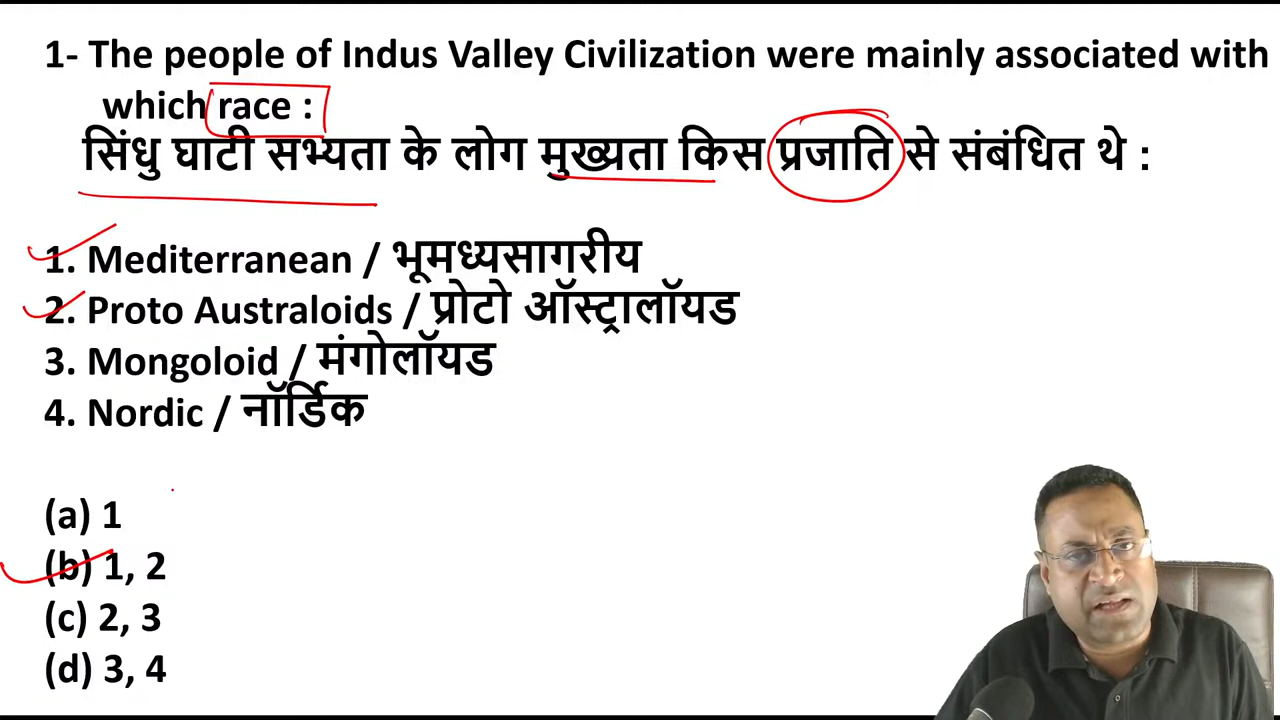 1- The people of Indus Valley Civilization were mainly associated with
which race :
सिंधु घाटी सभ्यता के लोग मुख्यता किस प्रजाति से संबंधित थे :
1. Mediterranean / भूमध्यसागरीय
2. Proto Australoids / प्रोटो ऑस्ट्रालॉयड
3. Mongoloid / मंगोलॉयड
4. Nordic / नॉर्डिक
(a) 1
(b) 1, 2
(c) 2, 3
(d) 3, 4